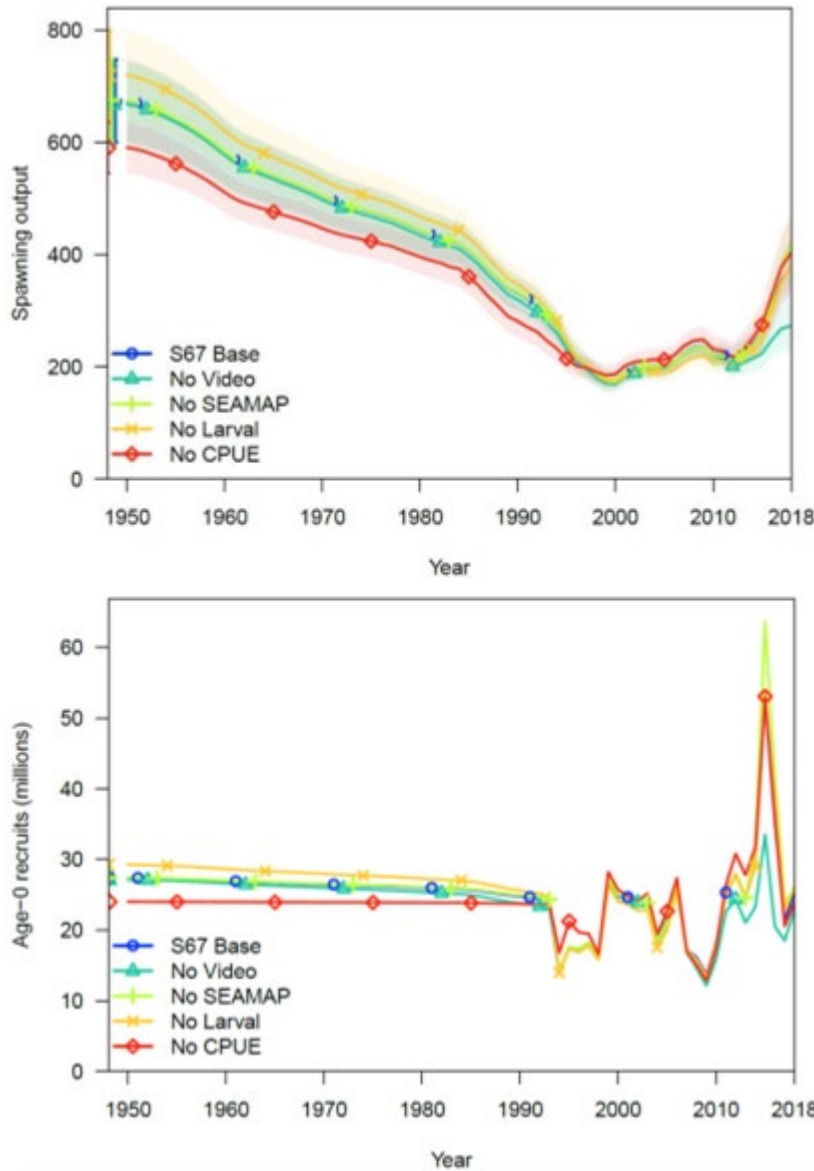 800
600
400
200
0
Spawning output
S67 Base
No Video
No SEAMAP
No Larval
No CPUE
1950 1960 1970 1980 1990 2000 2010 2018
Year
60
50
40
30
20
10
0
Age-0 recruits (millions)
S67 Base
No Video
No SEAMAP
No Larval
No CPUE
1950 1960 1970 1980 1990 2000 2010 2018
Year